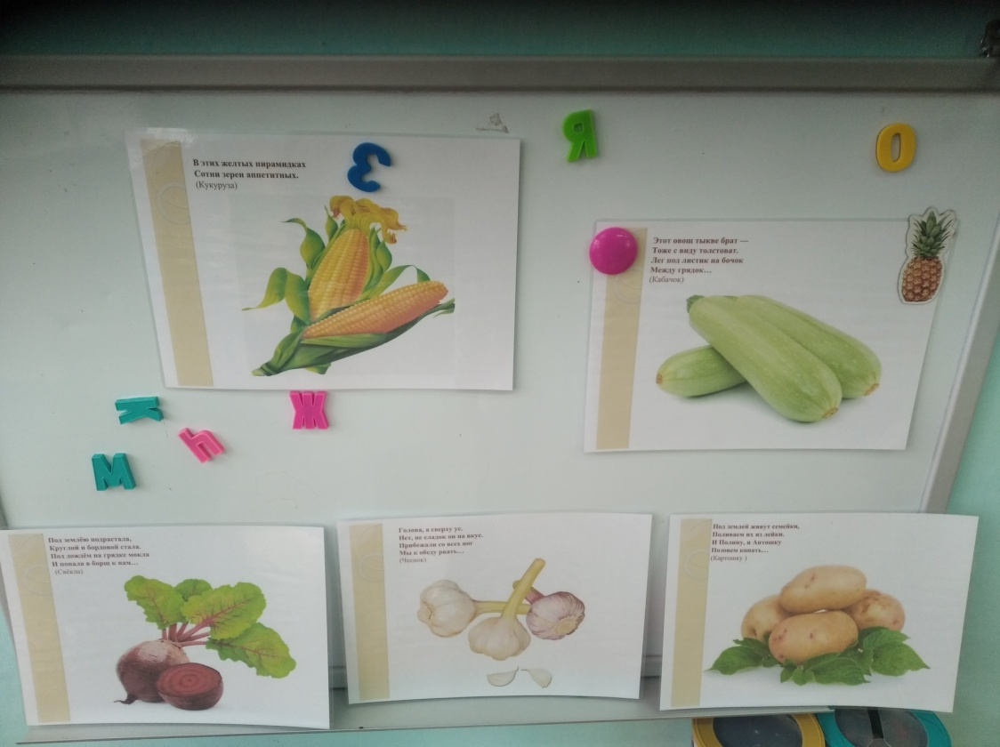 Я
О
З
В этих желтых пирамидках
Сотни зерен аппетитных.
(Кукуруза)
Этот овощ тыкве брат —
Тоже с виду толстоват.
Лег под листик на бочок
Между грядок…
(Кабачок)
К
Ж
Ч
М
Под землёю подрастала,
Круглой и бордовой стала.
Под дождём на грядке мокла
И попала в борщ к нам…
(Свёкла)
Голова, а сверху ус.
Нет, не сладок он на вкус.
Прибежали со всех ног
Мы к обеду рвать…
(Чеснок)
Под землей живут семейки,
Поливаем их из лейки.
И Полину, и Антошку
Позовем копать…
(Картошку )